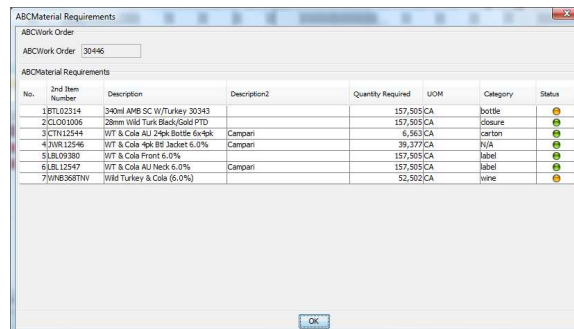 ABCMaterial Requirements
ABCWork Order
ABCWork Order 30446
ABCMaterial Requirements
No. 2nd Item Number Description Description2 Quantity Required UOM Category Status
1 BTL02314 340ml AMB SC W/Turkey 30343 157,505 CA bottle
2 CLO01006 28mm Wild Turk Black/Gold PTD 157,505 CA closure
3 CTN12544 WT & Cola AU 24pk Bottle 6x4pk Campari 6,563 CA carton
4 JWR12546 WT & Cola 4pk Btl Jacket 6.0% Campari 39,377 CA N/A
5 LBL09380 WT & Cola Front 6.0% 157,505 CA label
6 LBL12547 WT & Cola AU Neck 6.0% Campari 157,505 CA label
7 WNB368TNV Wild Turkey & Cola (6.0%) 52,502 CA wine
OK